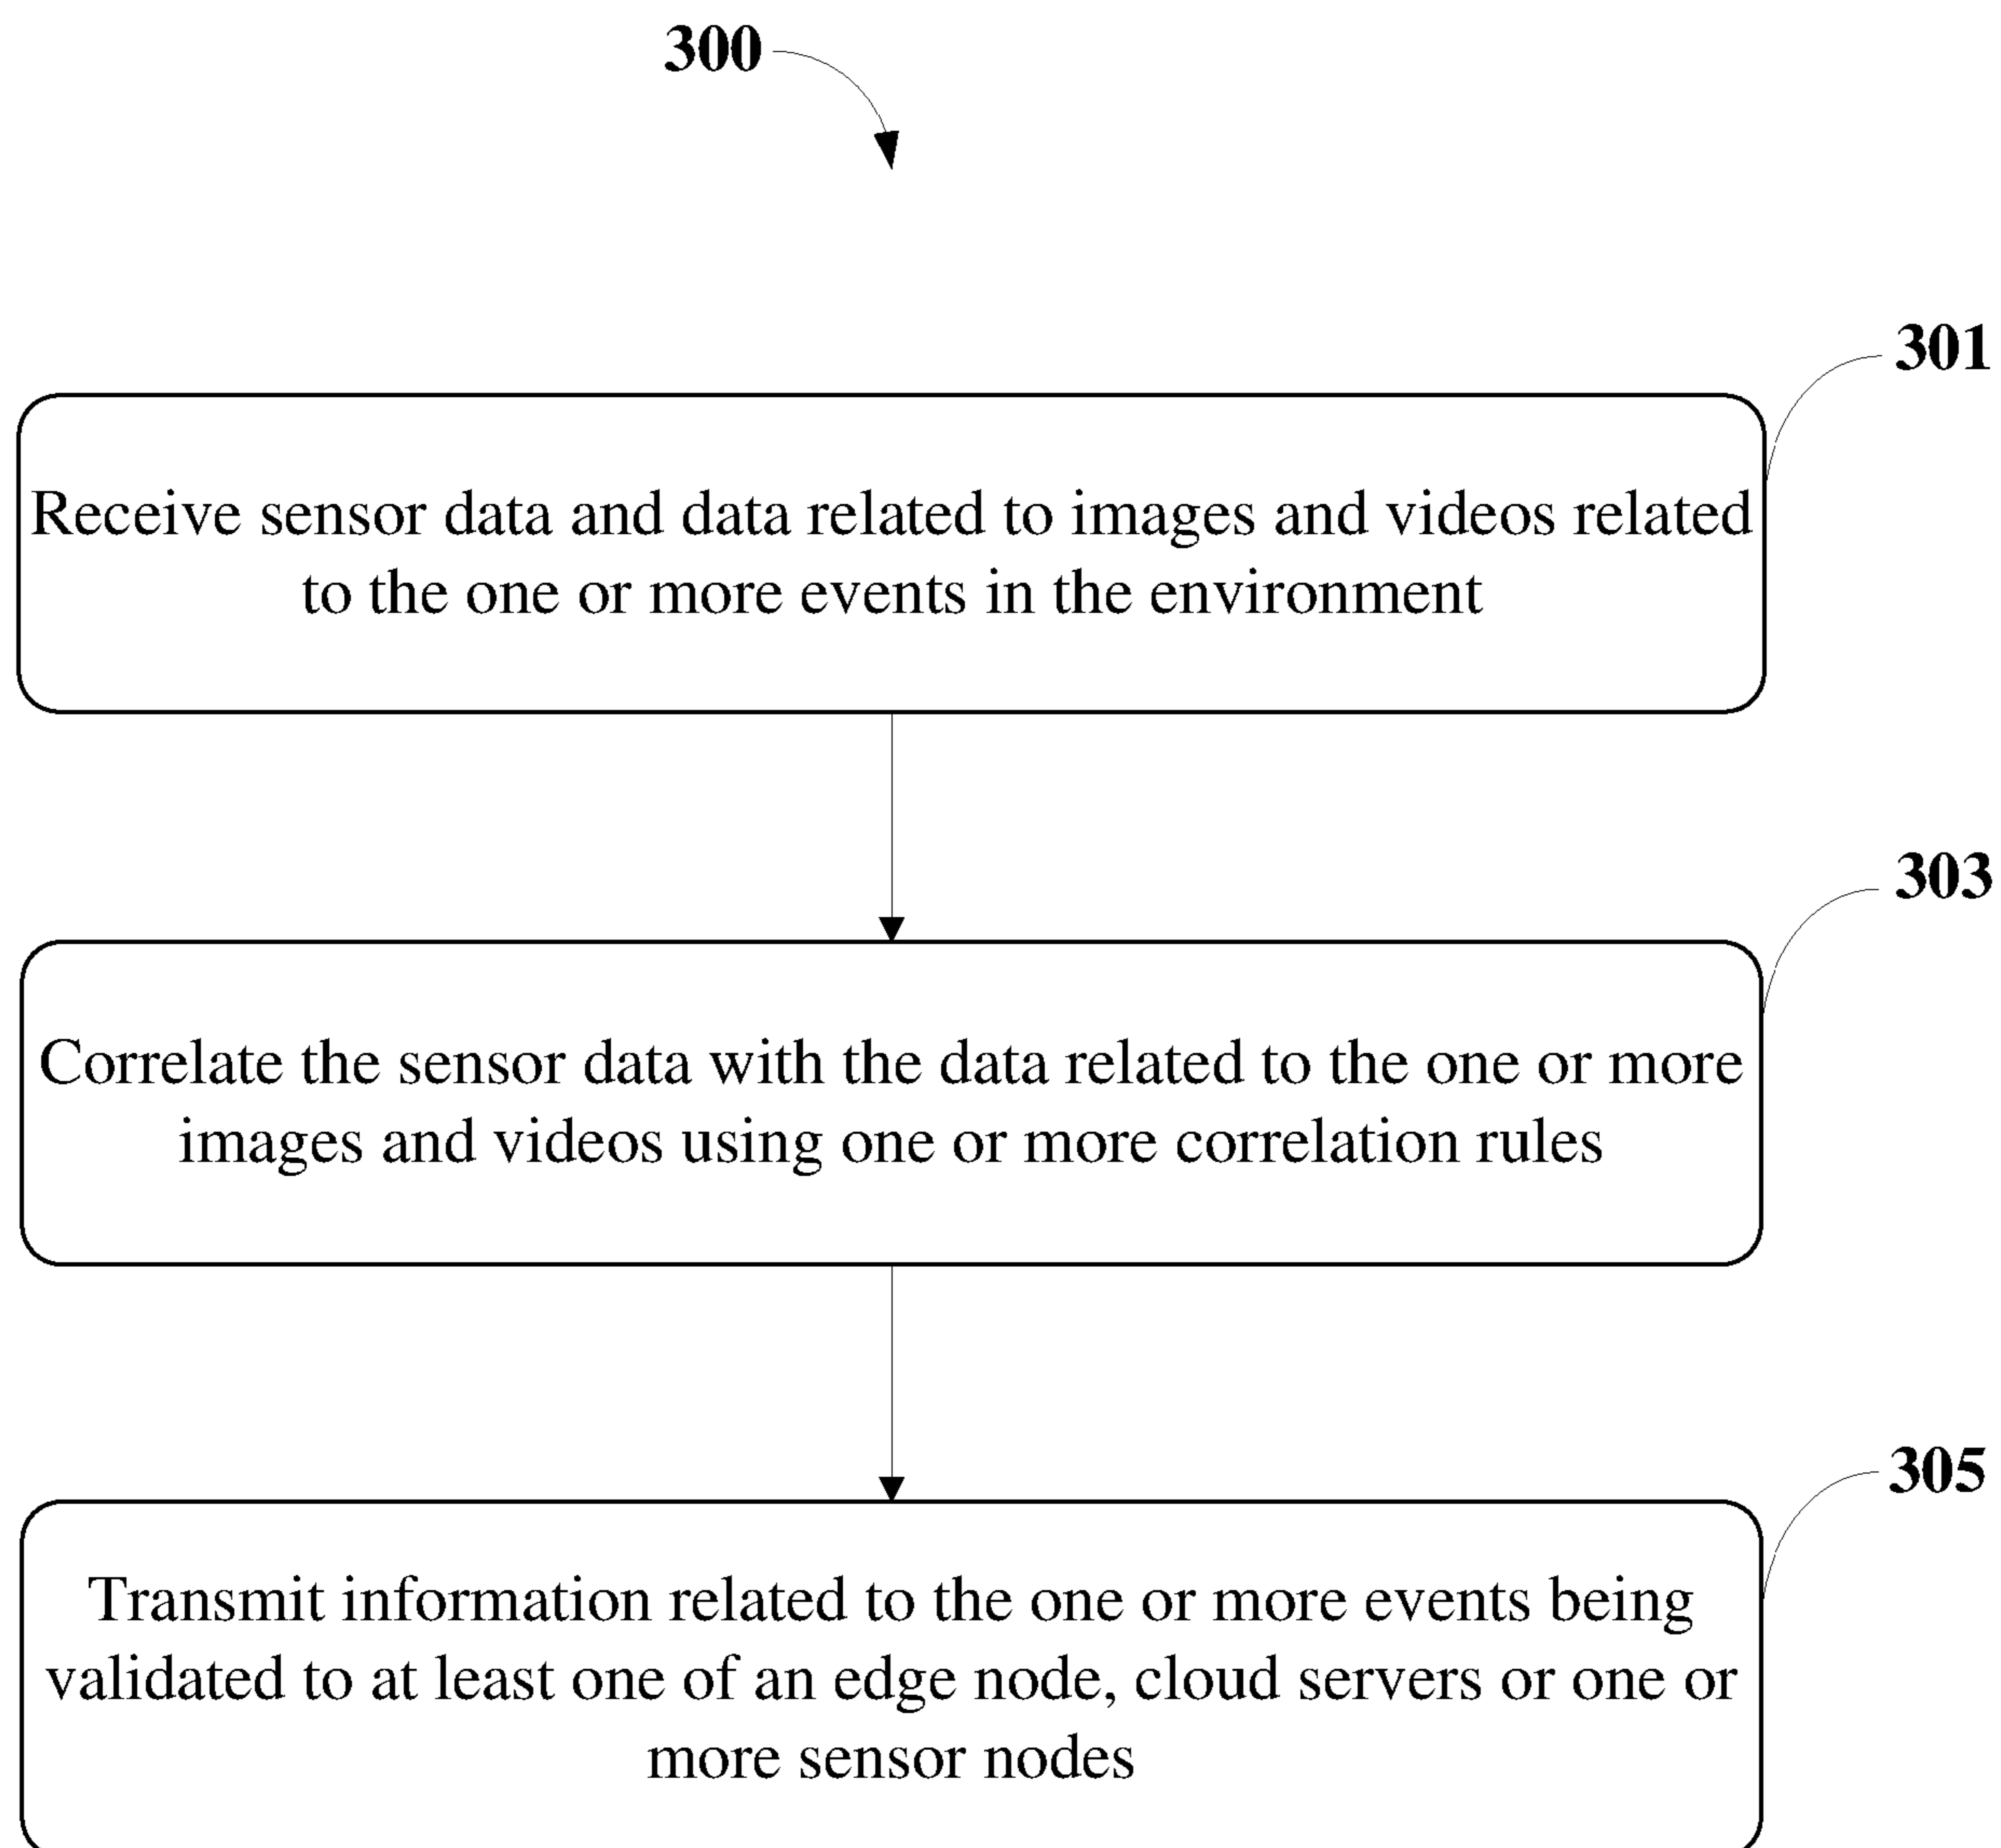 300
301
Receive sensor data and data related to images and videos related
to the one or more events in the environment
303
Correlate the sensor data with the data related to the one or more
images and videos using one or more correlation rules
305
Transmit information related to the one or more events being
validated to at least one of an edge node, cloud servers or one or
more sensor nodes